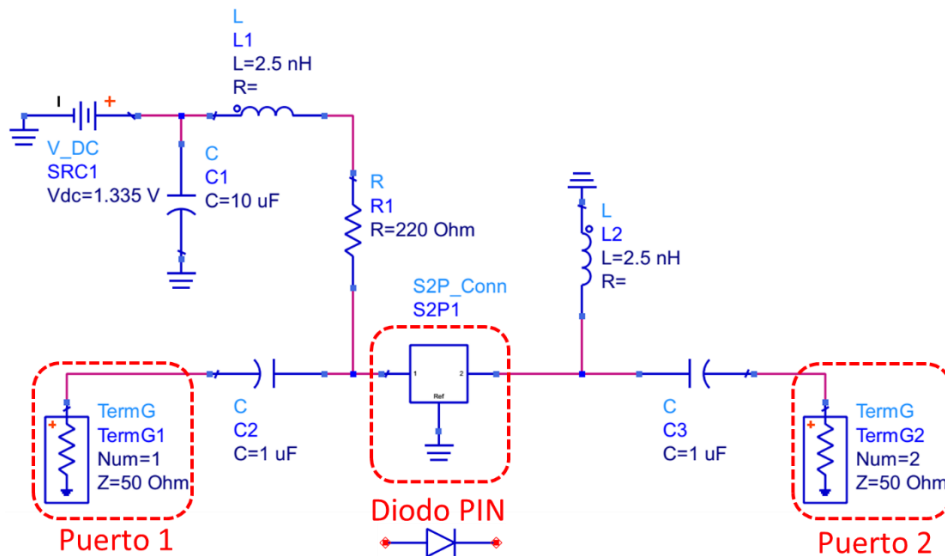 L
L1
L=2.5 nH
R=
V_DC
SRC1
Vdc=1.335 V
C
C1
C=10 uF
R
R1
R=220 Ohm
L
L2
L=2.5 nH
R=
S2P_Conn
S2P1
1
2
Ref
TermG
TermG1
Num=1
Z=50 Ohm
Puerto 1
C
C2
C=1 uF
Diodo PIN
C
C3
C=1 uF
TermG
TermG2
Num=2
Z=50 Ohm
Puerto 2